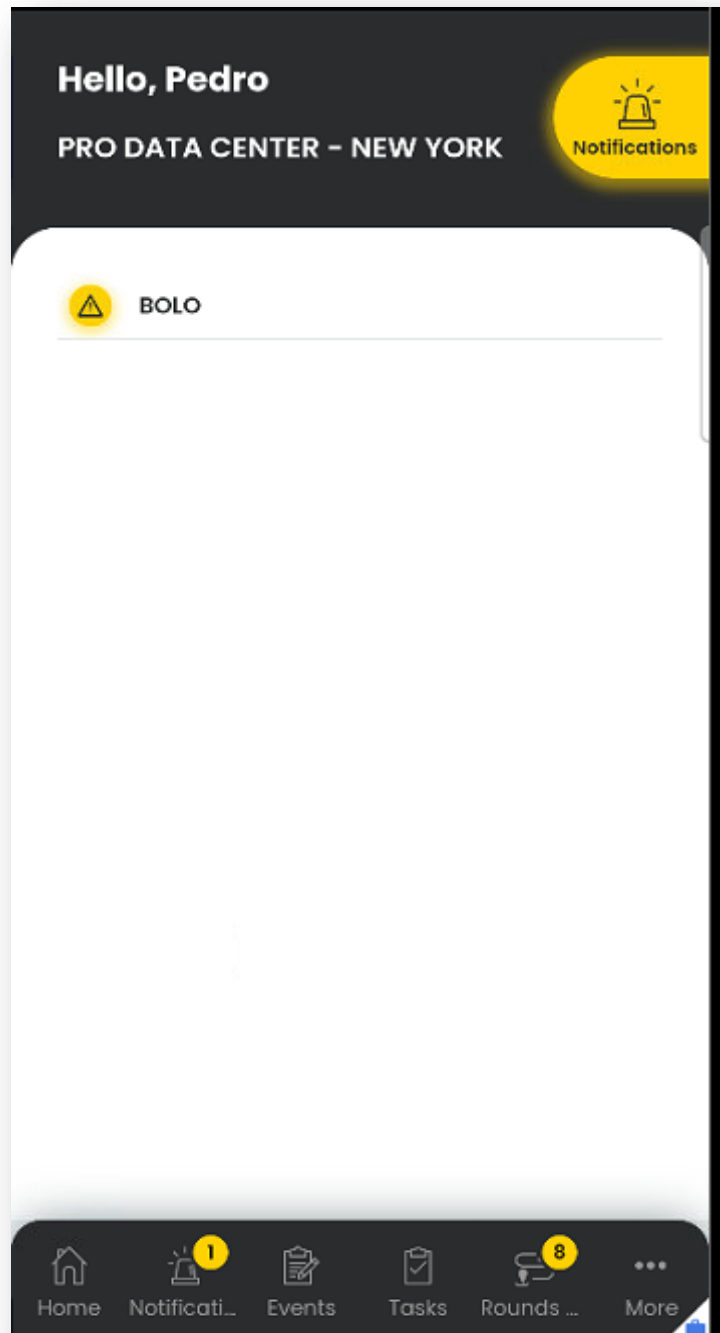 Hello, Pedro
PRO DATA CENTER - NEW YORK
Notifications
BOLO
1
8
Home
Notificati...
Events
Tasks
Rounds ...
More